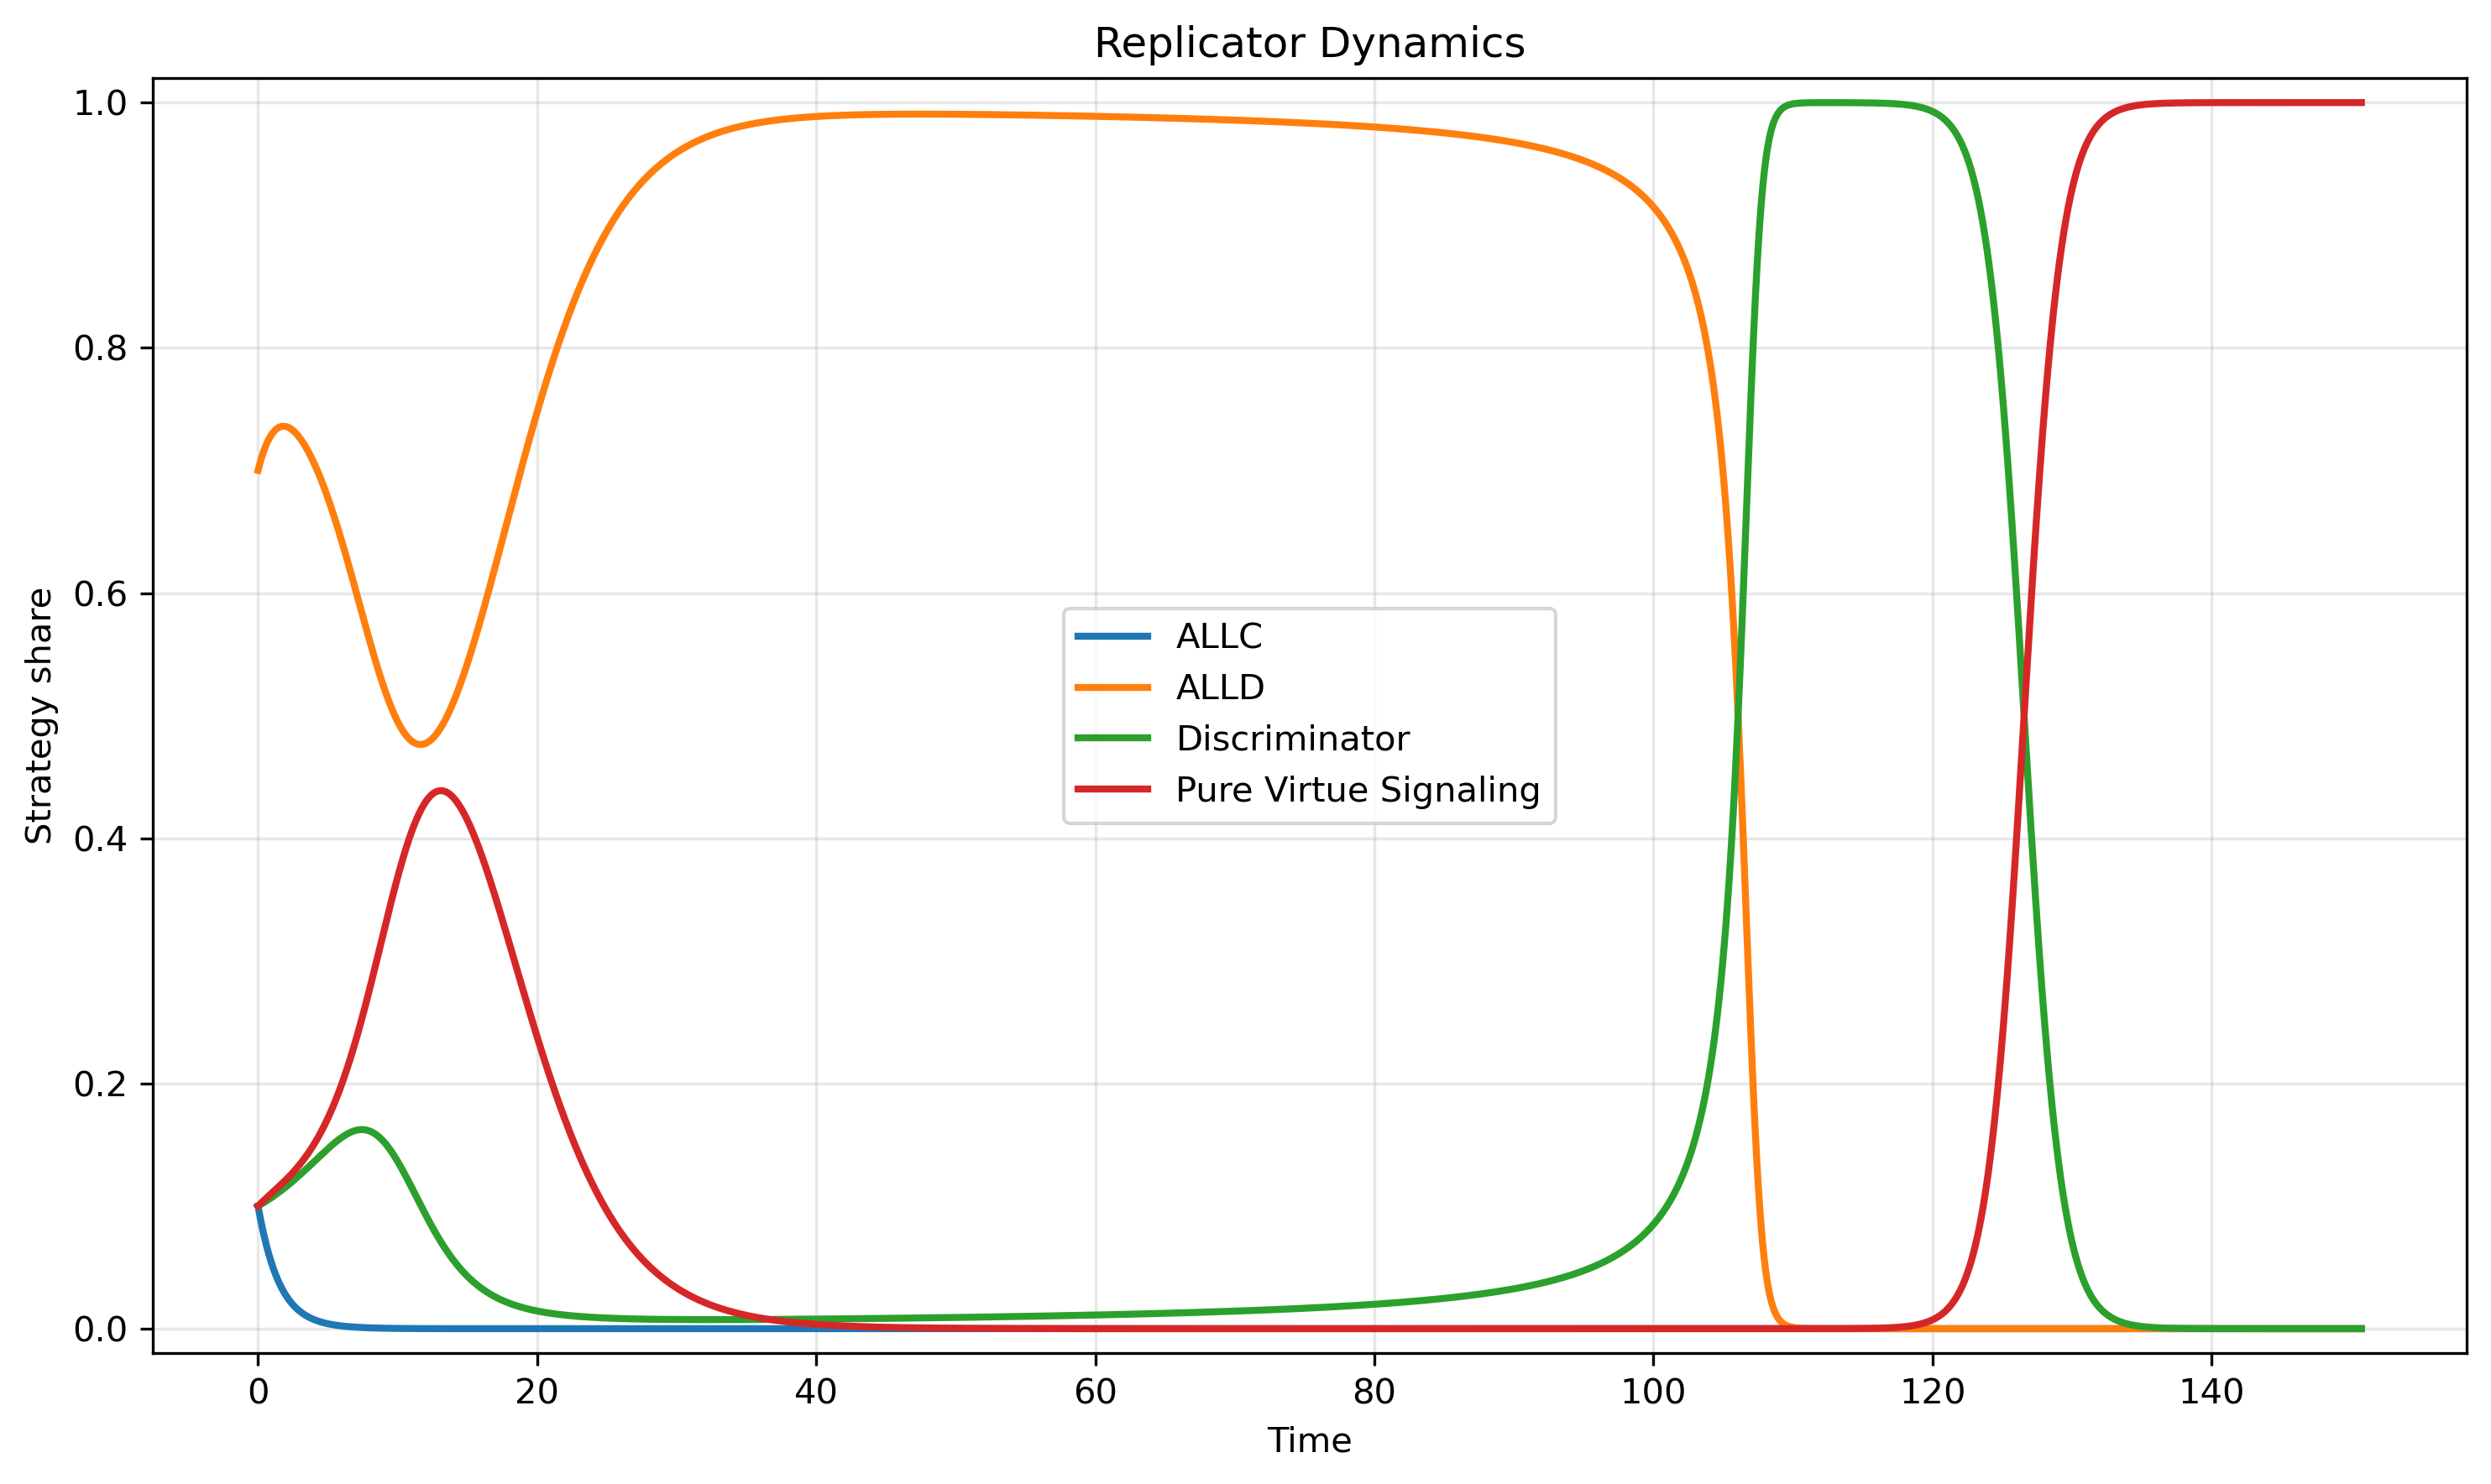 Replicator Dynamics
1.0
0.8
0.6
0.4
0.2
0.0
Strategy share
ALLC
ALLD
Discriminator
Pure Virtue Signaling
0 20 40 60 80 100 120 140
Time